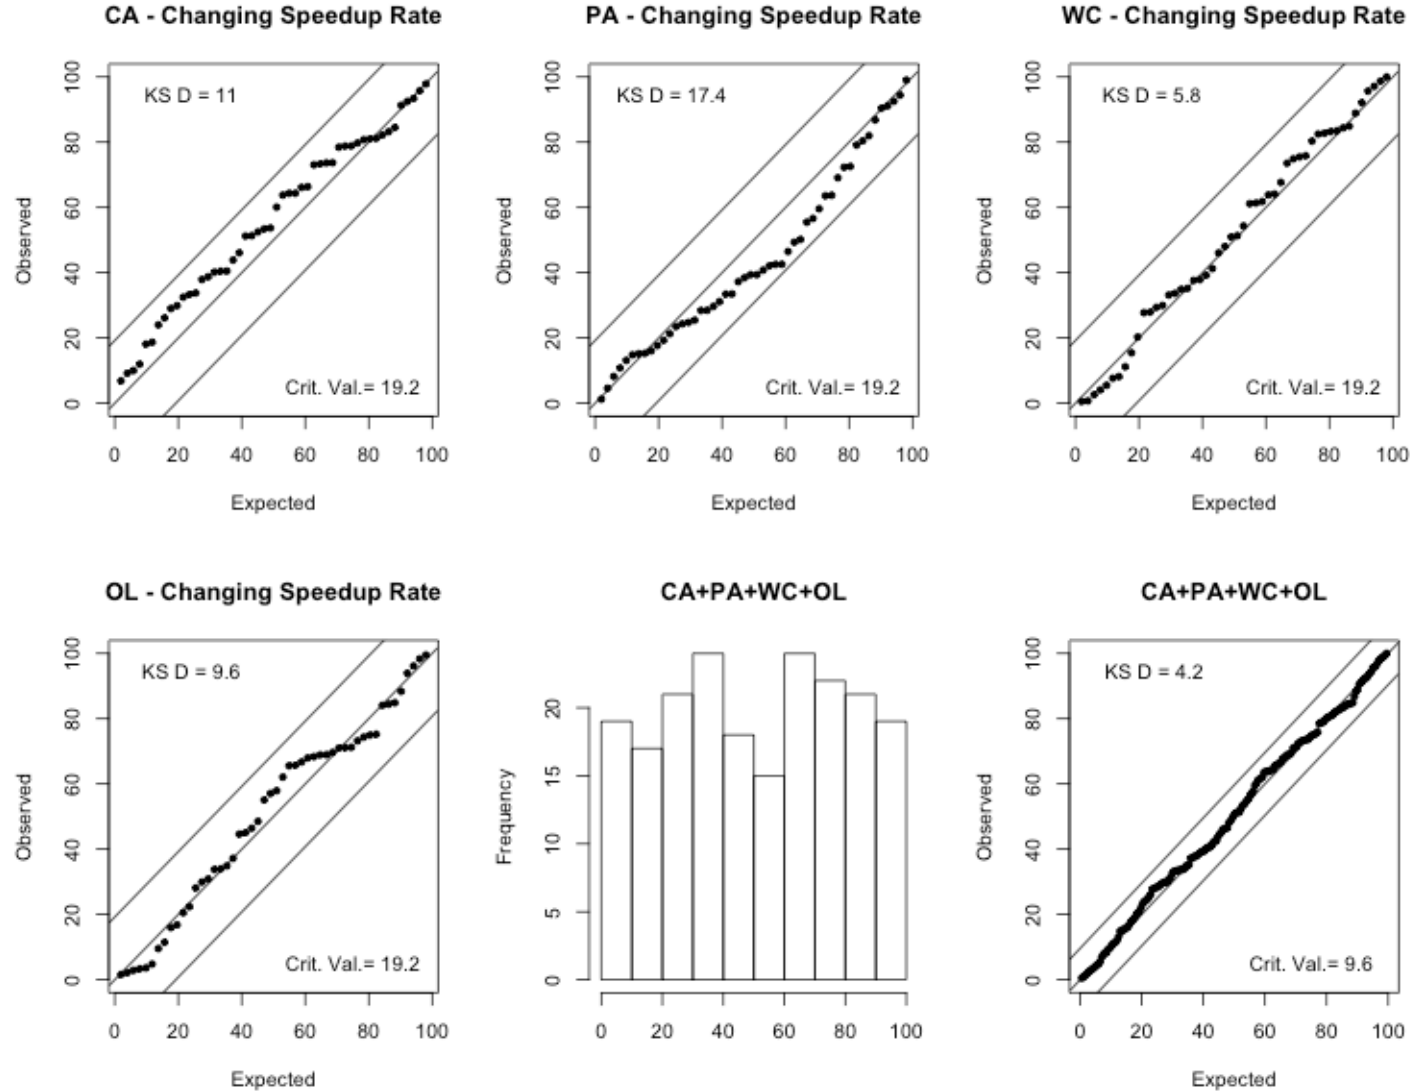 CA - Changing Speedup Rate
KS D = 11
Crit. Val.= 19.2
Observed
0 20 40 60 80 100
0 20 40 60 80 100
Expected
PA - Changing Speedup Rate
KS D = 17.4
Crit. Val.= 19.2
Observed
0 20 40 60 80 100
0 20 40 60 80 100
Expected
WC - Changing Speedup Rate
KS D = 5.8
Crit. Val.= 19.2
Observed
0 20 40 60 80 100
0 20 40 60 80 100
Expected
OL - Changing Speedup Rate
KS D = 9.6
Crit. Val.= 19.2
Observed
0 20 40 60 80 100
0 20 40 60 80 100
Expected
CA+PA+WC+OL
Frequency
0 5 10 15 20
0 20 40 60 80 100
CA+PA+WC+OL
KS D = 4.2
Crit. Val.= 9.6
Observed
0 20 40 60 80 100
0 20 40 60 80 100
Expected